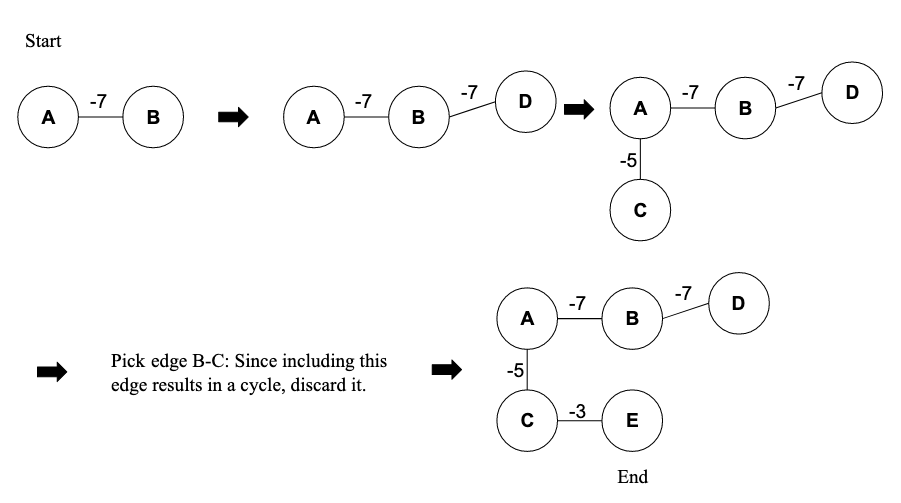 Start
A -7 B
A -7 B -7 D
A -7 B -7 D
-5
C
Pick edge B-C: Since including this
edge results in a cycle, discard it.
A -7 B -7 D
-5
C -3 E
End